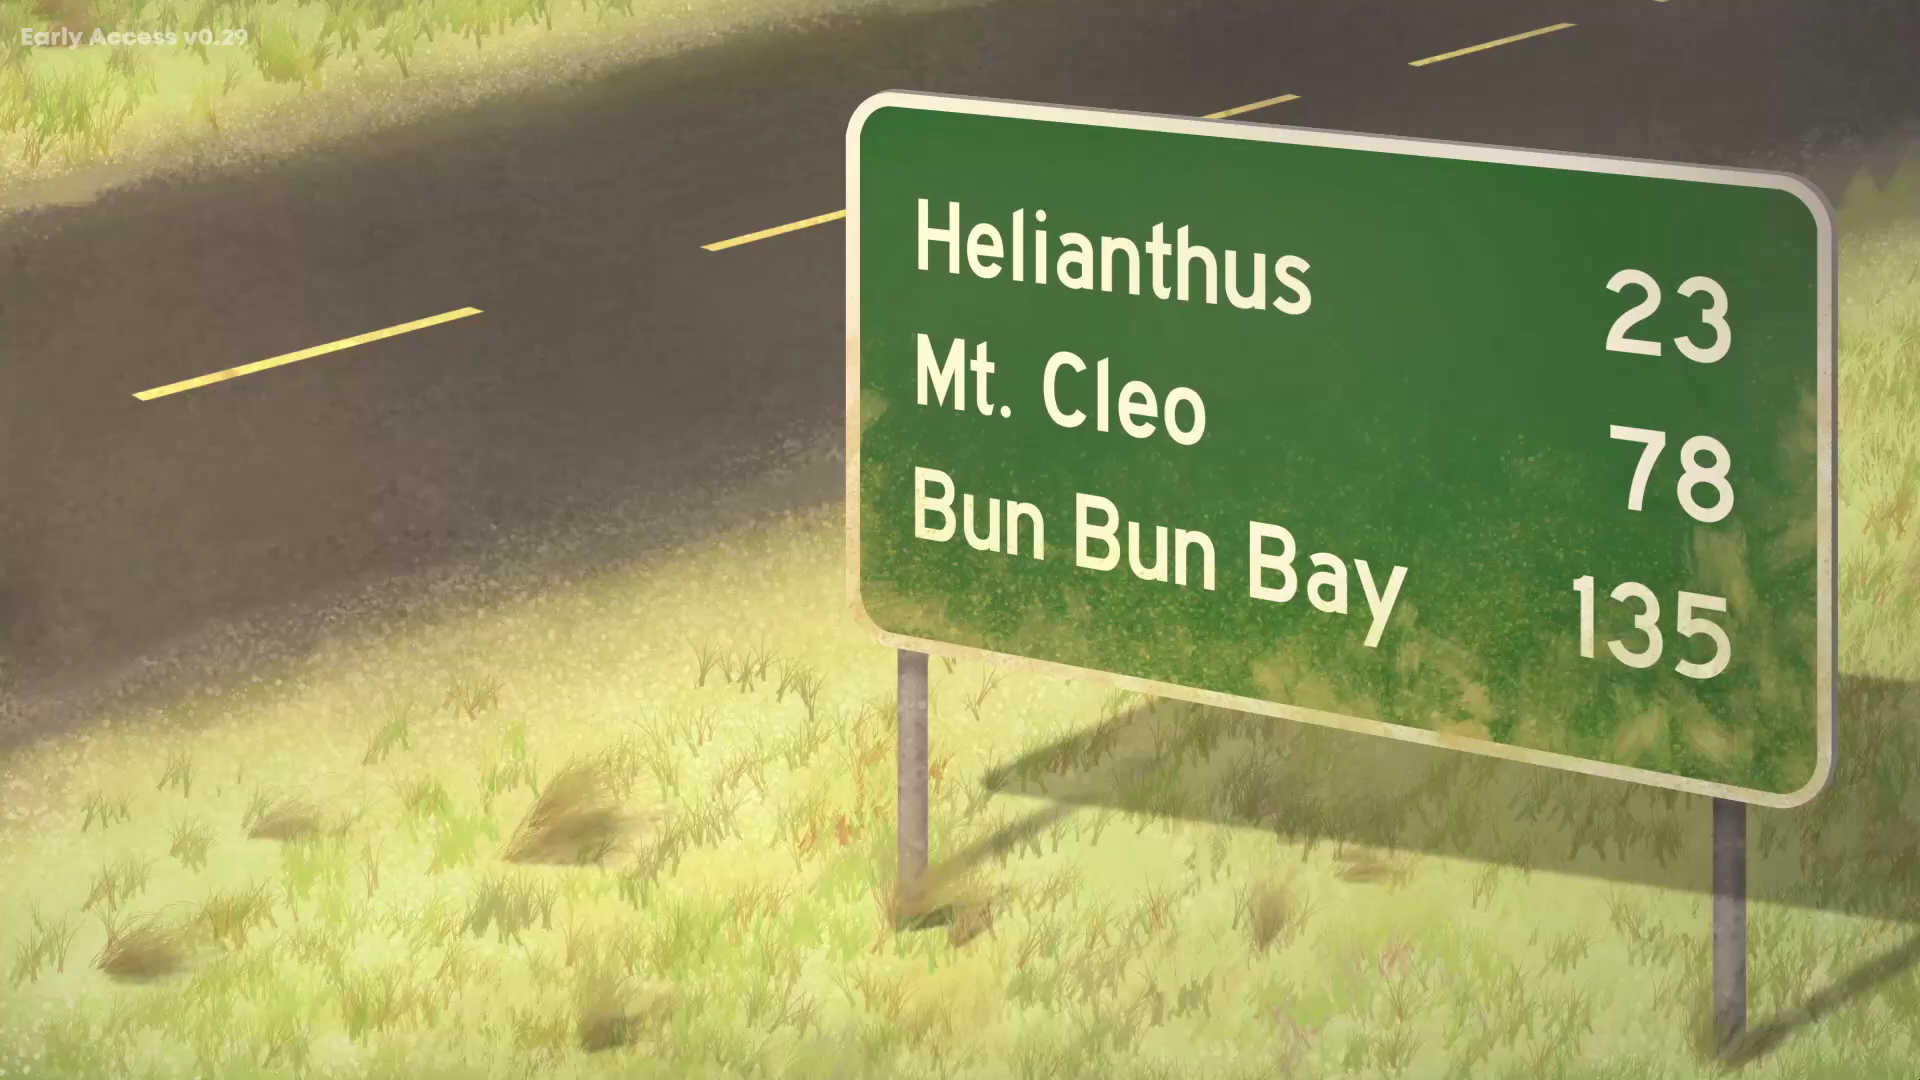 Early Access v0.29
Helianthus 23
Mt. Cleo 78
Bun Bun Bay 135